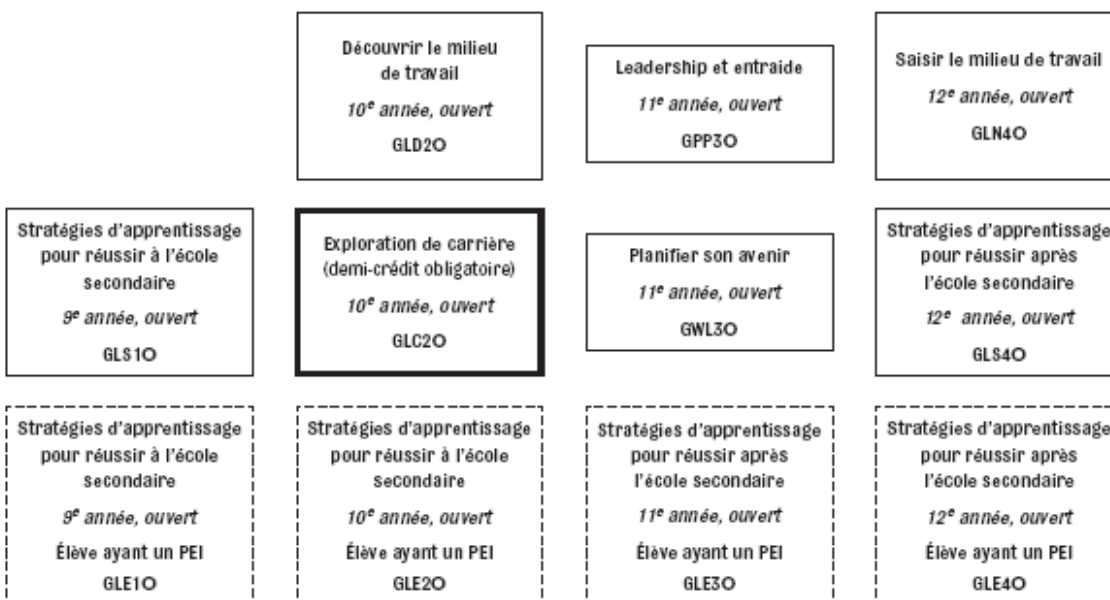 Découvrir le milieu
de travail
10e année, ouvert
GLD2O
Leadership et entraide
11e année, ouvert
GPP3O
Saisir le milieu de travail
12e année, ouvert
GLN4O
Stratégies d'apprentissage
pour réussir à l'école
secondaire
9e année, ouvert
GLS1O
Exploration de carrière
(demi-crédit obligatoire)
10e année, ouvert
GLC2O
Planifier son avenir
11e année, ouvert
GWL3O
Stratégies d'apprentissage
pour réussir après
l'école secondaire
12e année, ouvert
GLS4O
Stratégies d'apprentissage
pour réussir à l'école
secondaire
9e année, ouvert
Élève ayant un PEI
GLE1O
Stratégies d'apprentissage
pour réussir à l'école
secondaire
10e année, ouvert
Élève ayant un PEI
GLE2O
Stratégies d'apprentissage
pour réussir après
l'école secondaire
11e année, ouvert
Élève ayant un PEI
GLE3O
Stratégies d'apprentissage
pour réussir après
l'école secondaire
12e année, ouvert
Élève ayant un PEI
GLE4O